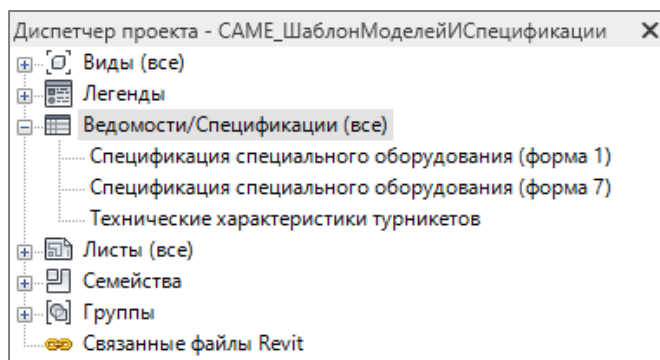 Диспетчер проекта - CAME_ШаблонМоделейИСпецификации
Виды (все)
Легенды
Ведомости/Спецификации (все)
Спецификация специального оборудования (форма 1)
Спецификация специального оборудования (форма 7)
Технические характеристики турникетов
Листы (все)
Семейства
Группы
Связанные файлы Revit